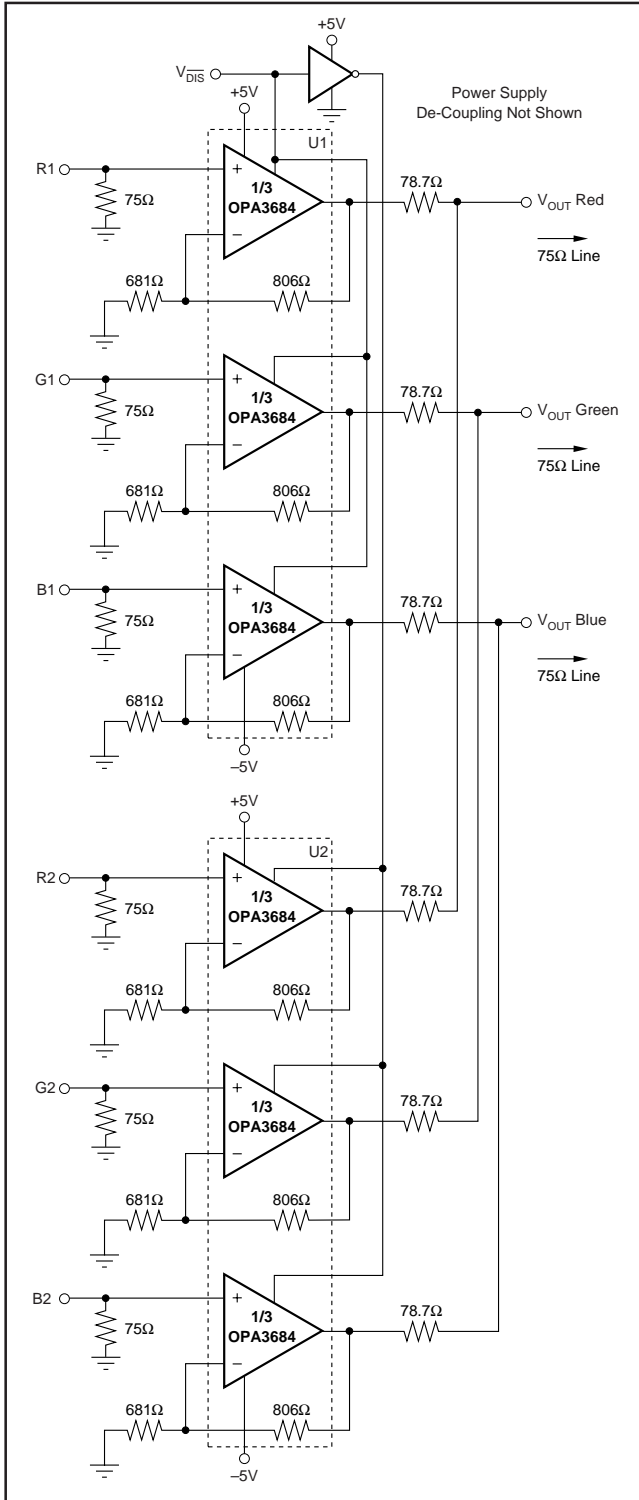 +5V
V DIS
Power Supply
De-Coupling Not Shown
+5V
U1
R1
+
1/3
OPA3684
−
75Ω
78.7Ω
VOUT Red
75Ω Line
681Ω
806Ω
G1
+
1/3
OPA3684
−
75Ω
78.7Ω
VOUT Green
75Ω Line
681Ω
806Ω
B1
+
1/3
OPA3684
−
75Ω
78.7Ω
VOUT Blue
75Ω Line
681Ω
806Ω
–5V
+5V
U2
R2
+
1/3
OPA3684
−
75Ω
78.7Ω
681Ω
806Ω
G2
+
1/3
OPA3684
−
75Ω
78.7Ω
681Ω
806Ω
B2
+
1/3
OPA3684
−
75Ω
78.7Ω
681Ω
806Ω
–5V